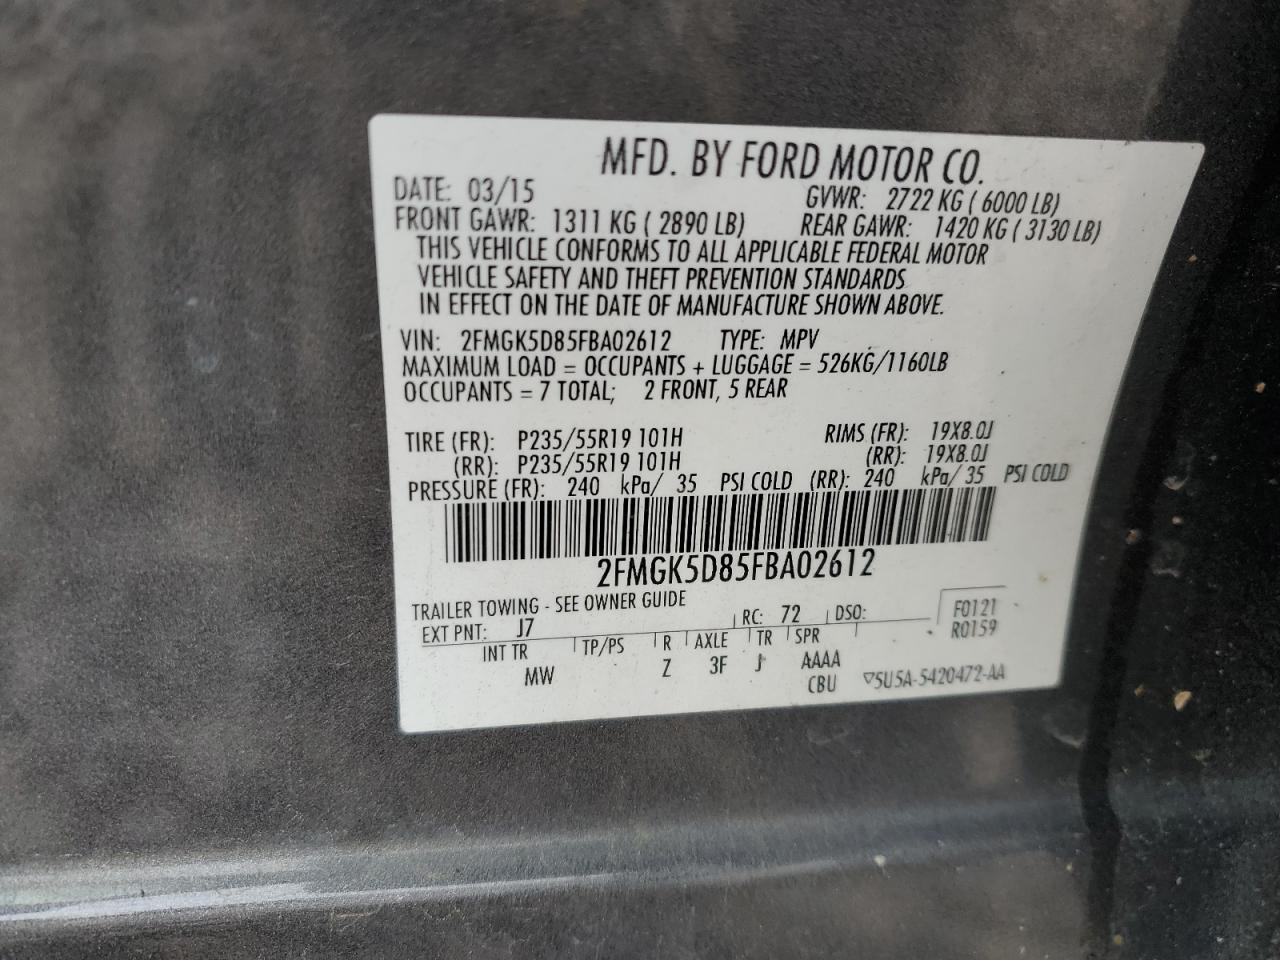 MFD. BY FORD MOTOR CO.
DATE: 03/15 GVWR: 2722 KG ( 6000 LB)
FRONT GAWR: 1311 KG ( 2890 LB) REAR GAWR: 1420 KG ( 3130 LB)
THIS VEHICLE CONFORMS TO ALL APPLICABLE FEDERAL MOTOR
VEHICLE SAFETY AND THEFT PREVENTION STANDARDS
IN EFFECT ON THE DATE OF MANUFACTURE SHOWN ABOVE.
VIN: 2FMGK5D85FBA02612 TYPE: MPV
MAXIMUM LOAD = OCCUPANTS + LUGGAGE = 526KG/1160LB
OCCUPANTS = 7 TOTAL; 2 FRONT, 5 REAR
TIRE (FR): P235/55R19 101H RIMS (FR): 19X8.0J
(RR): P235/55R19 101H (RR): 19X8.0J
PRESSURE (FR): 240 kPa/ 35 PSI COLD (RR): 240 kPa/ 35 PSI COLD
2FMGK5D85FBA02612
TRAILER TOWING - SEE OWNER GUIDE
EXT PNT: J7 RC: 72 DSO: F0121
R0159
INT TR TP/PS R AXLE TR SPR
MW Z 3F J AAAA
CBU ▽5U5A-5420472-AA